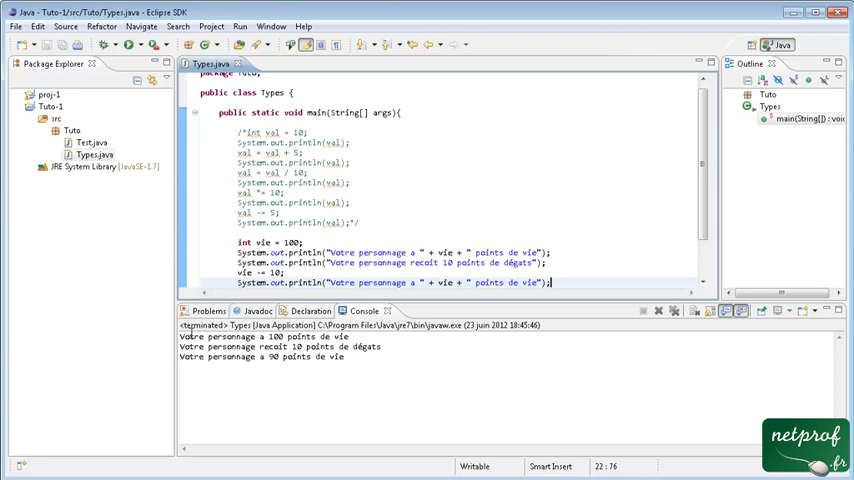 Java - Tuto-1/src/Tuto/Types.java - Eclipse SDK
File Edit Source Refactor Navigate Search Project Run Window Help
Java
Package Explorer
Types.java
Outline
proj-1
Tuto-1
src
Tuto
Test.java
Types.java
JRE System Library [JavaSE-1.7]
package Tuto;
public class Types {
public static void main(String[] args){
/*int val = 10;
System.out.println(val);
val = val + 5;
System.out.println(val);
val = val / 10;
System.out.println(val);
val *= 10;
System.out.println(val);
val -= 5;
System.out.println(val);*/
int vie = 100;
System.out.println("Votre personnage a " + vie + " points de vie");
System.out.println("Votre personnage recoit 10 points de dégats");
vie -= 10;
System.out.println("Votre personnage a " + vie + " points de vie");
Tuto
Types
main(String[]) : void
Problems Javadoc Declaration Console
<terminated> Types [Java Application] C:\Program Files\Java\jre7\bin\javaw.exe (23 juin 2012 18:45:46)
Votre personnage a 100 points de vie
Votre personnage recoit 10 points de dégats
Votre personnage a 90 points de vie
Writable Smart Insert 22 : 76
netprof
.fr